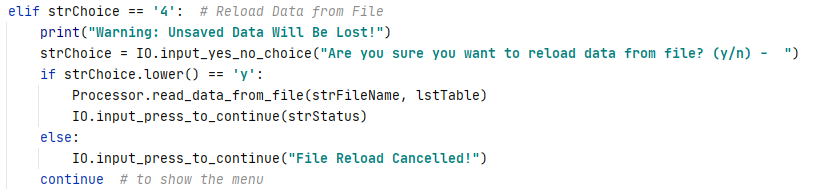 elif strChoice == '4':  # Reload Data from File
    print("Warning: Unsaved Data Will Be Lost!")
    strChoice = IO.input_yes_no_choice("Are you sure you want to reload data from file? (y/n) -  ")
    if strChoice.lower() == 'y':
        Processor.read_data_from_file(strFileName, lstTable)
        IO.input_press_to_continue(strStatus)
    else:
        IO.input_press_to_continue("File Reload Cancelled!")
    continue  # to show the menu